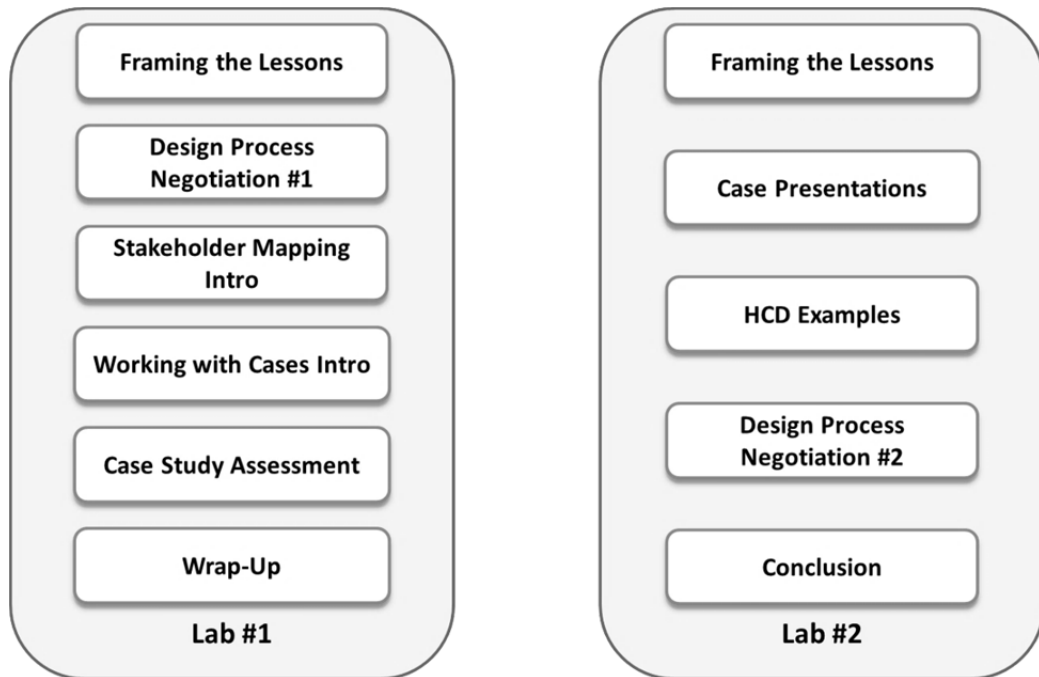 Framing the Lessons
Design Process
Negotiation #1
Stakeholder Mapping
Intro
Working with Cases Intro
Case Study Assessment
Wrap-Up
Lab #1
Framing the Lessons
Case Presentations
HCD Examples
Design Process
Negotiation #2
Conclusion
Lab #2